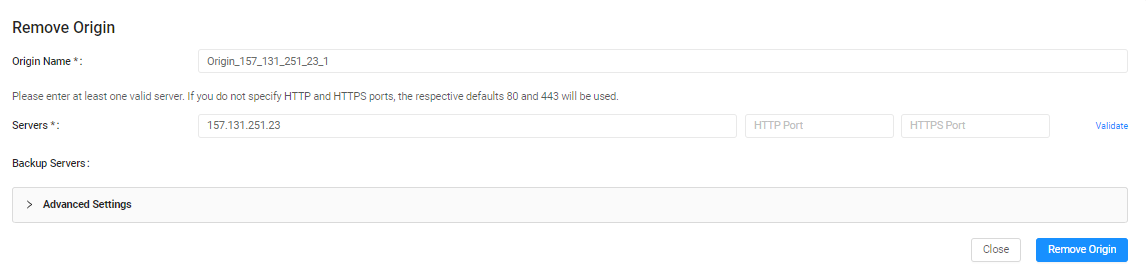 Remove Origin
Origin Name *:
Origin_157_131_251_23_1
Please enter at least one valid server. If you do not specify HTTP and HTTPS ports, the respective defaults 80 and 443 will be used.
Servers *:
157.131.251.23
HTTP Port
HTTPS Port
Validate
Backup Servers:
Advanced Settings
Close
Remove Origin